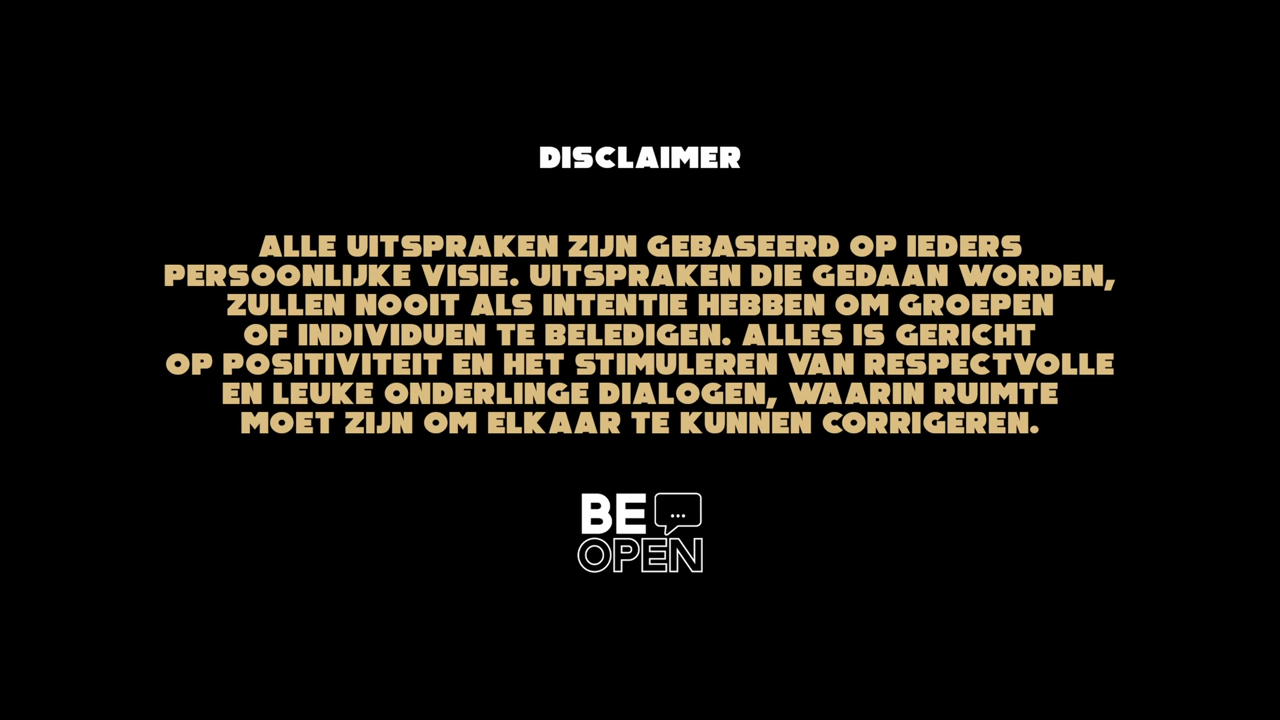 DISCLAIMER
ALLE UITSPRAKEN ZIJN GEBASEERD OP IEDERS
PERSOONLIJKE VISIE. UITSPRAKEN DIE GEDAAN WORDEN,
ZULLEN NOOIT ALS INTENTIE HEBBEN OM GROEPEN
OF INDIVIDUEN TE BELEDIGEN. ALLES IS GERICHT
OP POSITIVITEIT EN HET STIMULEREN VAN RESPECTVOLLE
EN LEUKE ONDERLINGE DIALOGEN, WAARIN RUIMTE
MOET ZIJN OM ELKAAR TE KUNNEN CORRIGEREN.
BE ...
OPEN